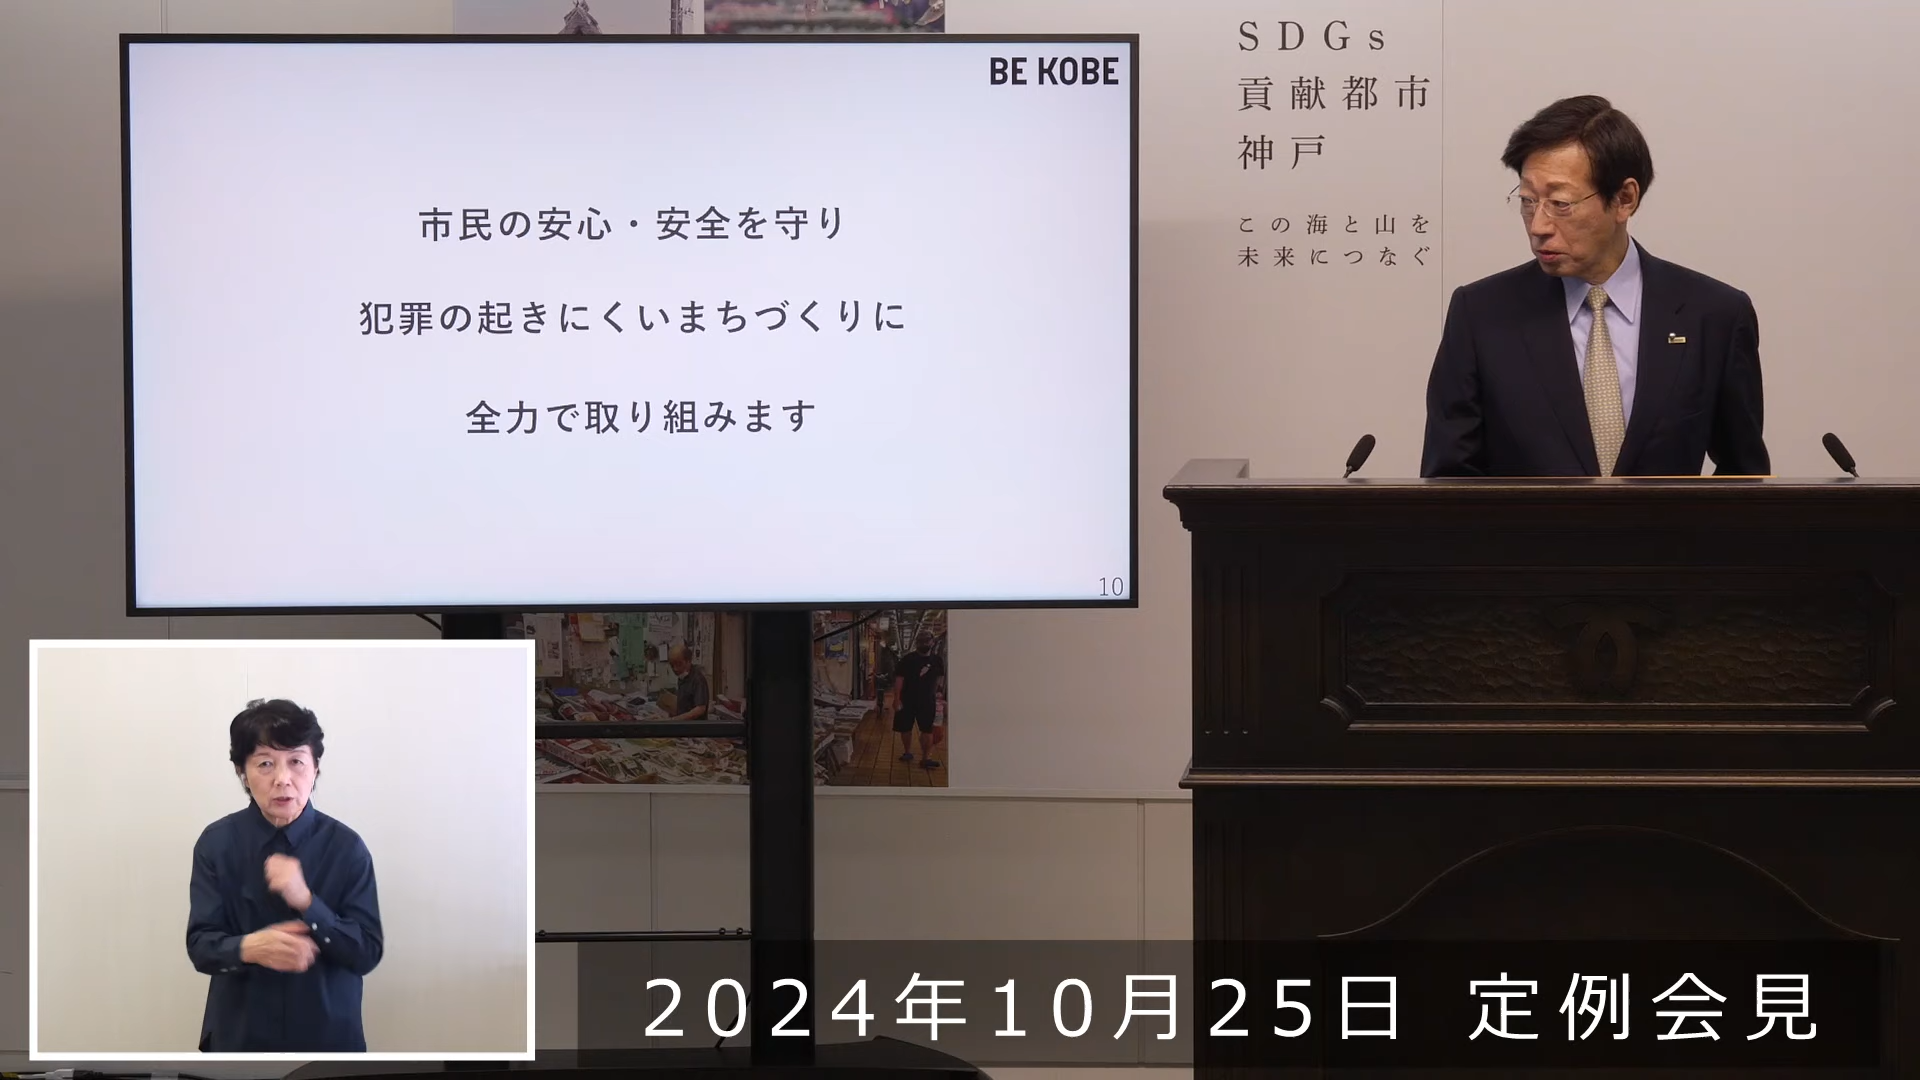 BE KOBE
市民の安心・安全を守り
犯罪の起きにくいまちづくりに
全力で取り組みます
10
SDGs
貢献都市
神戸
この海と山を
未来につなぐ
2024年10月25日 定例会見